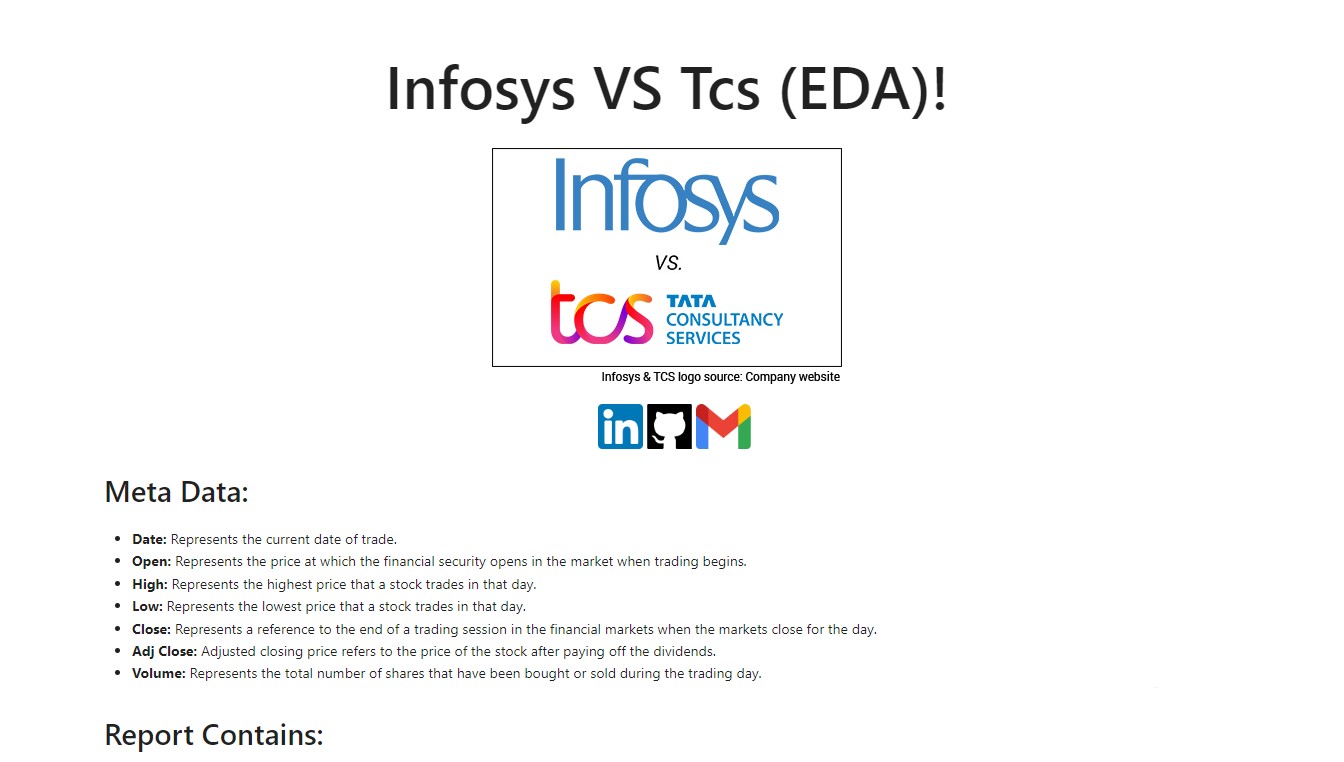 Infosys VS Tcs (EDA)!
Infosys
VS.
tcs TATA
CONSULTANCY
SERVICES
Infosys & TCS logo source: Company website
in
Meta Data:
Date: Represents the current date of trade.
Open: Represents the price at which the financial security opens in the market when trading begins.
High: Represents the highest price that a stock trades in that day.
Low: Represents the lowest price that a stock trades in that day.
Close: Represents a reference to the end of a trading session in the financial markets when the markets close for the day.
Adj Close: Adjusted closing price refers to the price of the stock after paying off the dividends.
Volume: Represents the total number of shares that have been bought or sold during the trading day.
Report Contains: